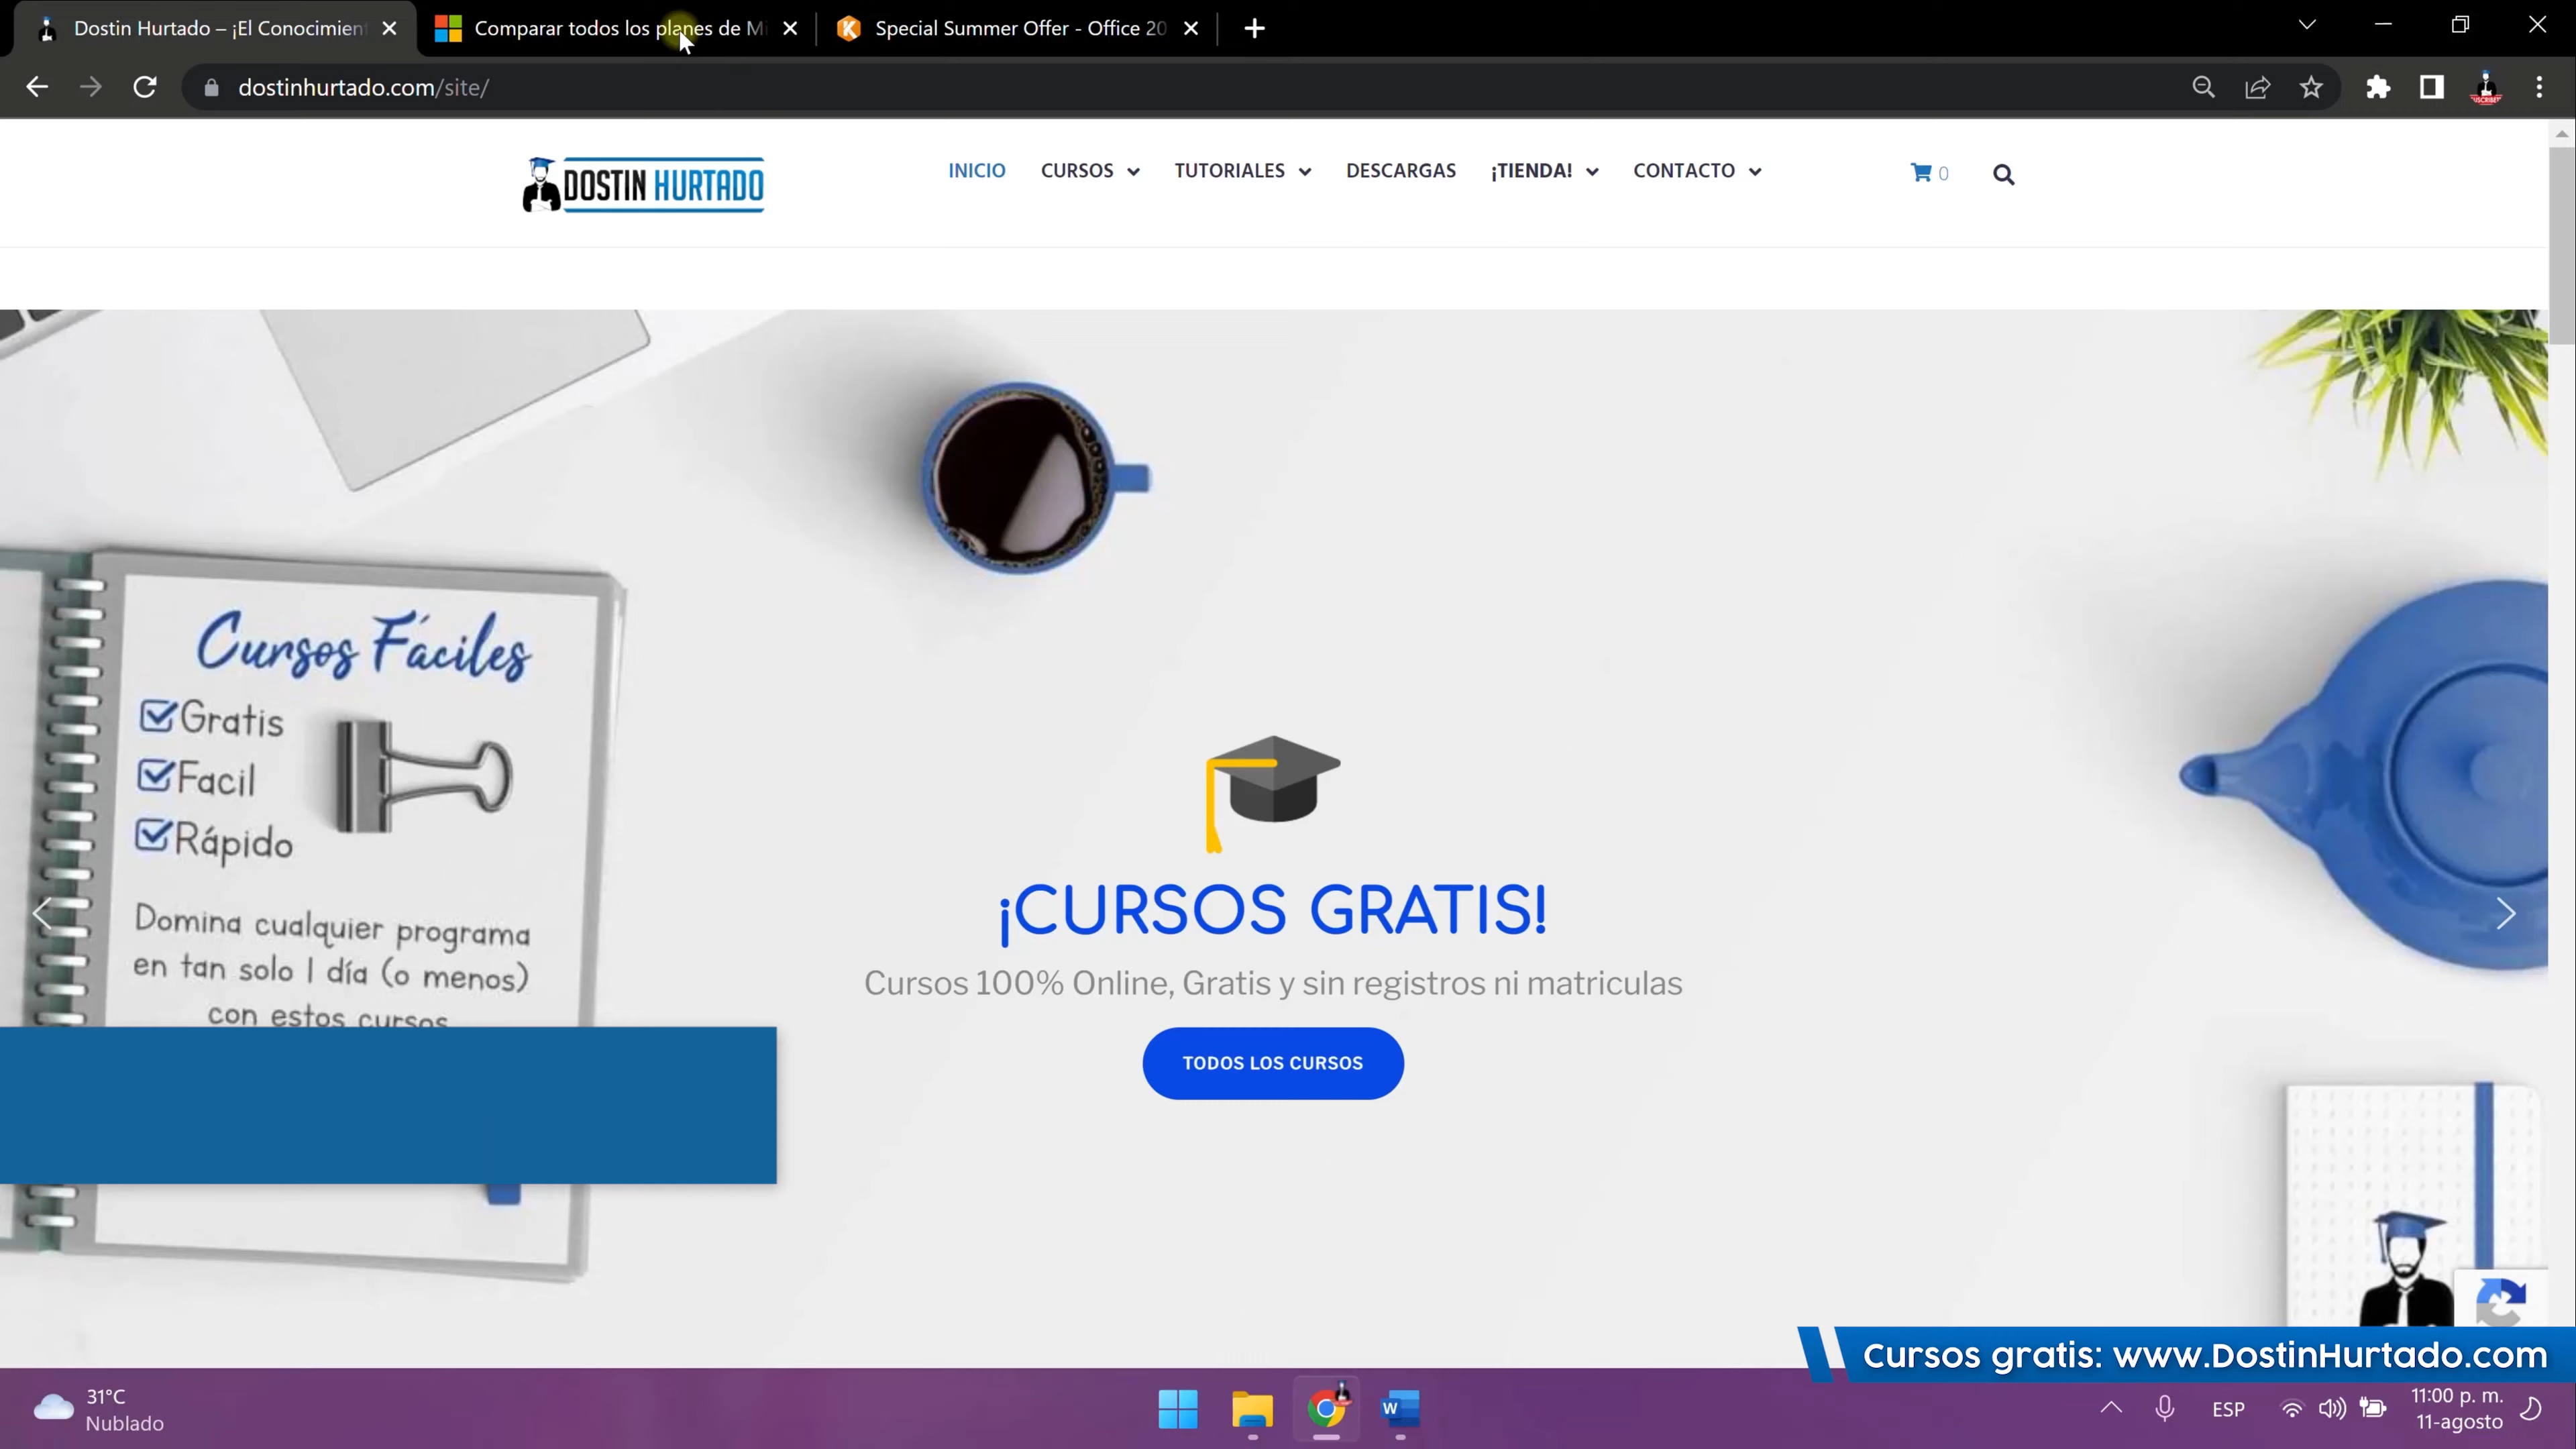 Dostin Hurtado – ¡El Conocimien
Comparar todos los planes de Mi
Special Summer Offer - Office 20
dostinhurtado.com/site/
DOSTIN HURTADO
INICIO
CURSOS
TUTORIALES
DESCARGAS
¡TIENDA!
CONTACTO
0
Cursos Fáciles
Gratis
Facil
Rápido
Domina cualquier programa
en tan solo 1 día (o menos)
con estos cursos
¡CURSOS GRATIS!
Cursos 100% Online, Gratis y sin registros ni matriculas
TODOS LOS CURSOS
Cursos gratis: www.DostinHurtado.com
31°C
Nublado
W
ESP
11:00 p. m.
11-agosto